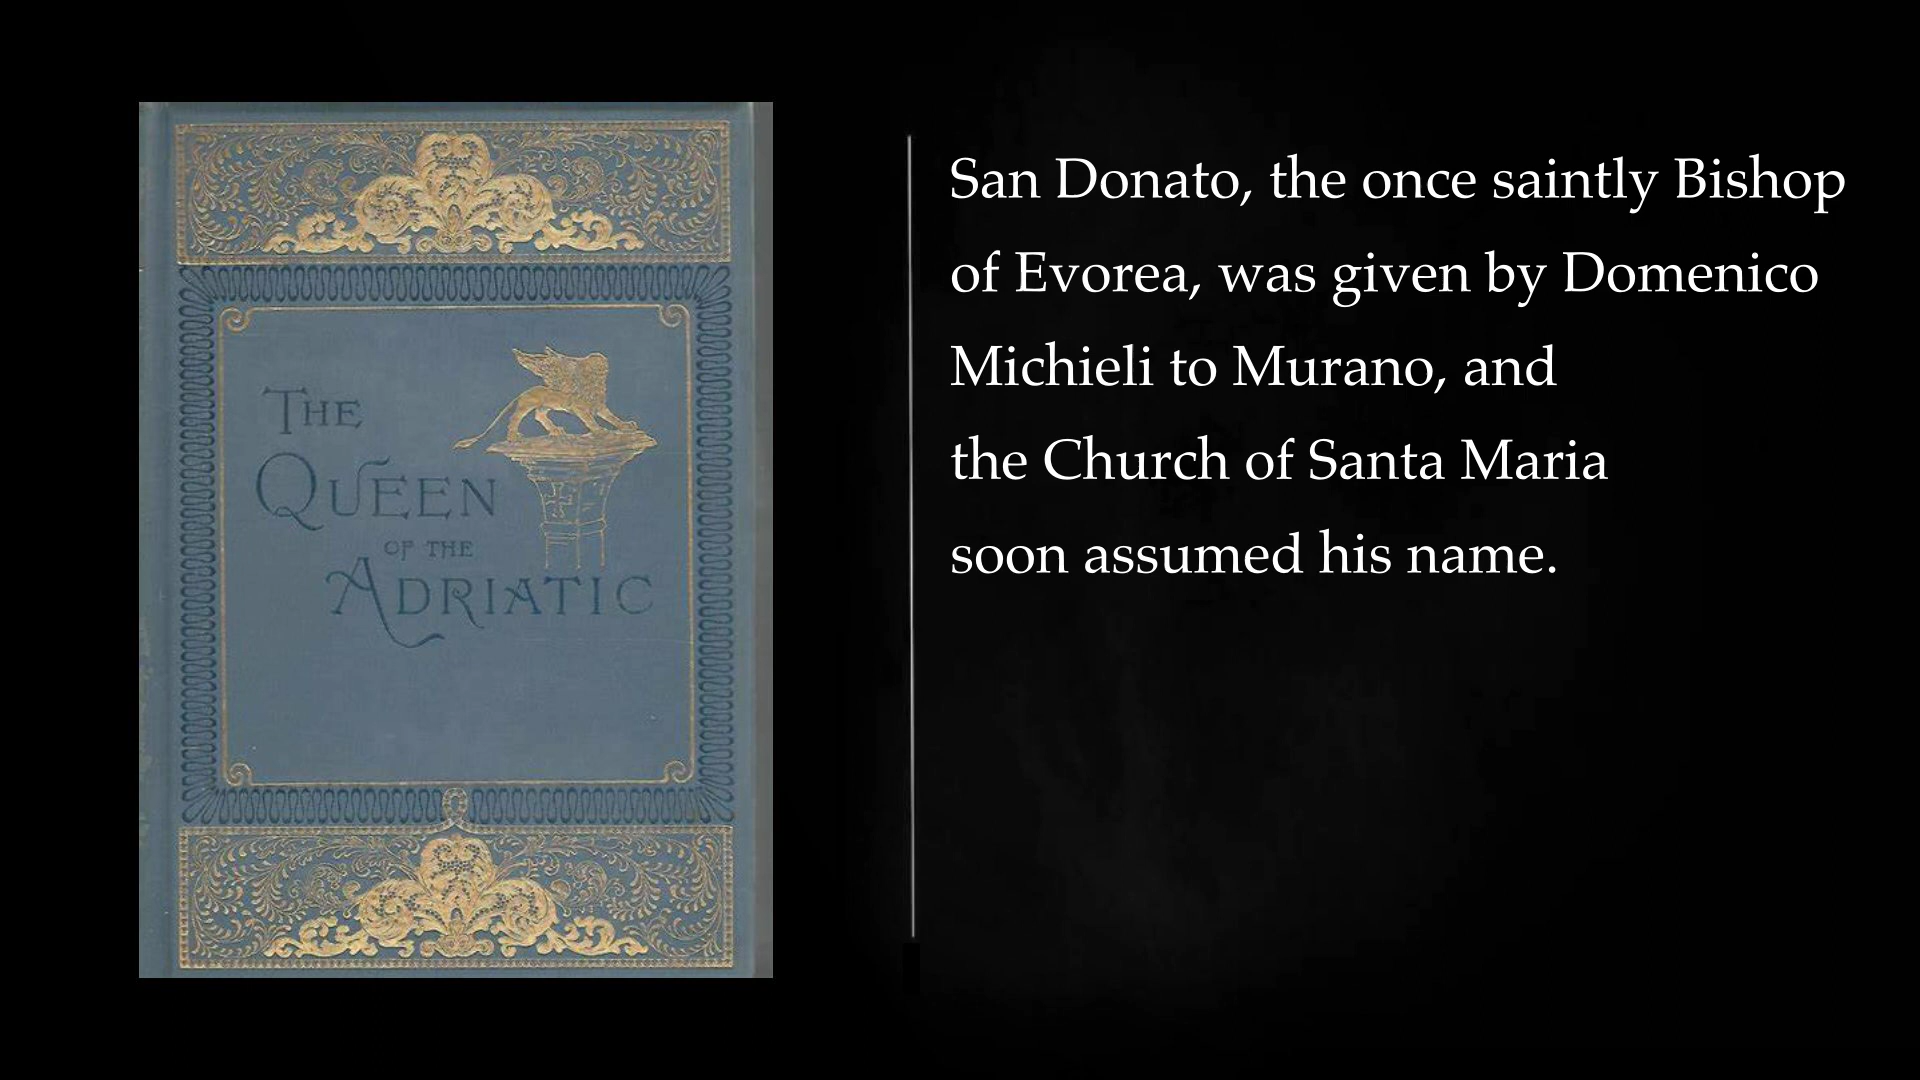 THE
QUEEN
OF THE
ADRIATIC
San Donato, the once saintly Bishop
of Evorea, was given by Domenico
Michieli to Murano, and
the Church of Santa Maria
soon assumed his name.